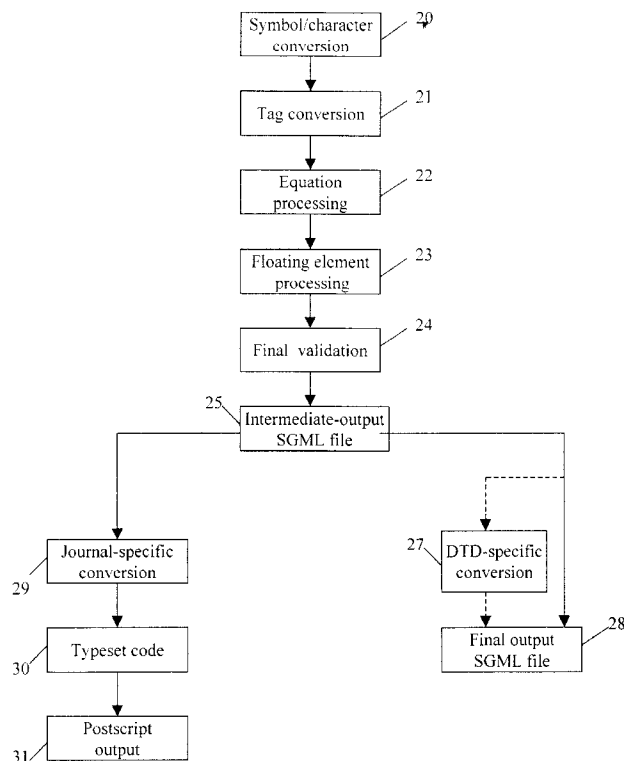 Symbol/character
conversion
20
Tag conversion
21
Equation
processing
22
Floating element
processing
23
Final validation
24
25
Intermediate-output
SGML file
Journal-specific
conversion
29
27
DTD-specific
conversion
Typeset code
30
Final output
SGML file
28
Postscript
output
31